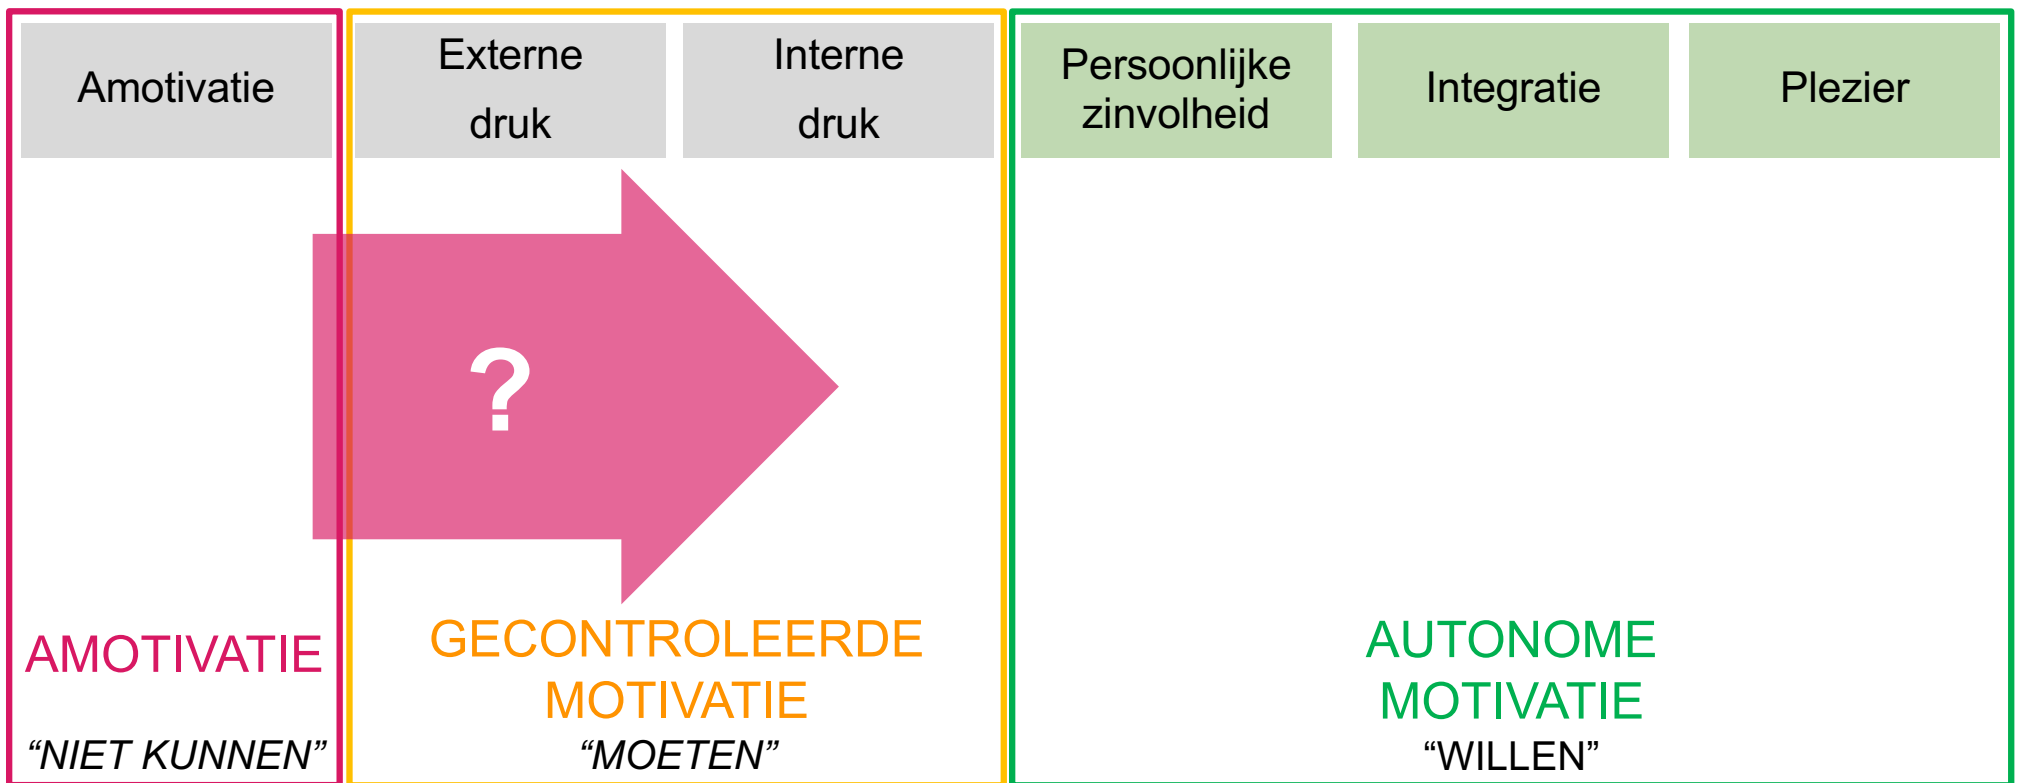 Amotivatie
Externe
druk
Interne
druk
Persoonlijke
zinvolheid
Integratie
Plezier
?
AMOTIVATIE
“NIET KUNNEN”
GECONTROLEERDE
MOTIVATIE
“MOETEN”
AUTONOME
MOTIVATIE
“WILLEN”